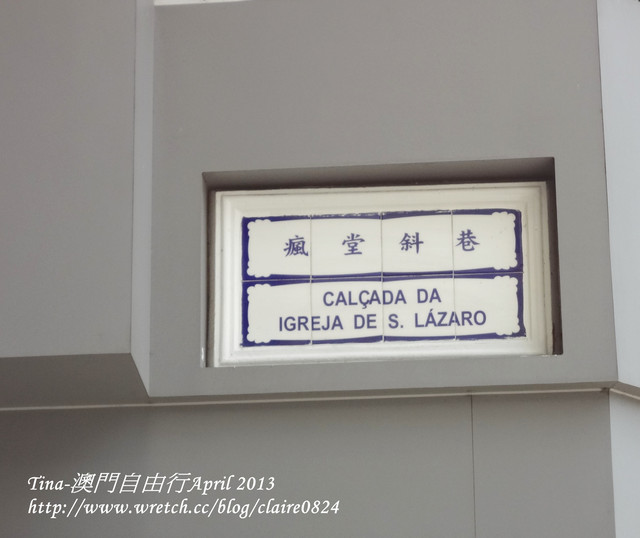 瘋堂斜巷
CALÇADA DA
IGREJA DE S. LÁZARO
Tina-澳門自由行April 2013
http://www.wretch.cc/blog/claire0824